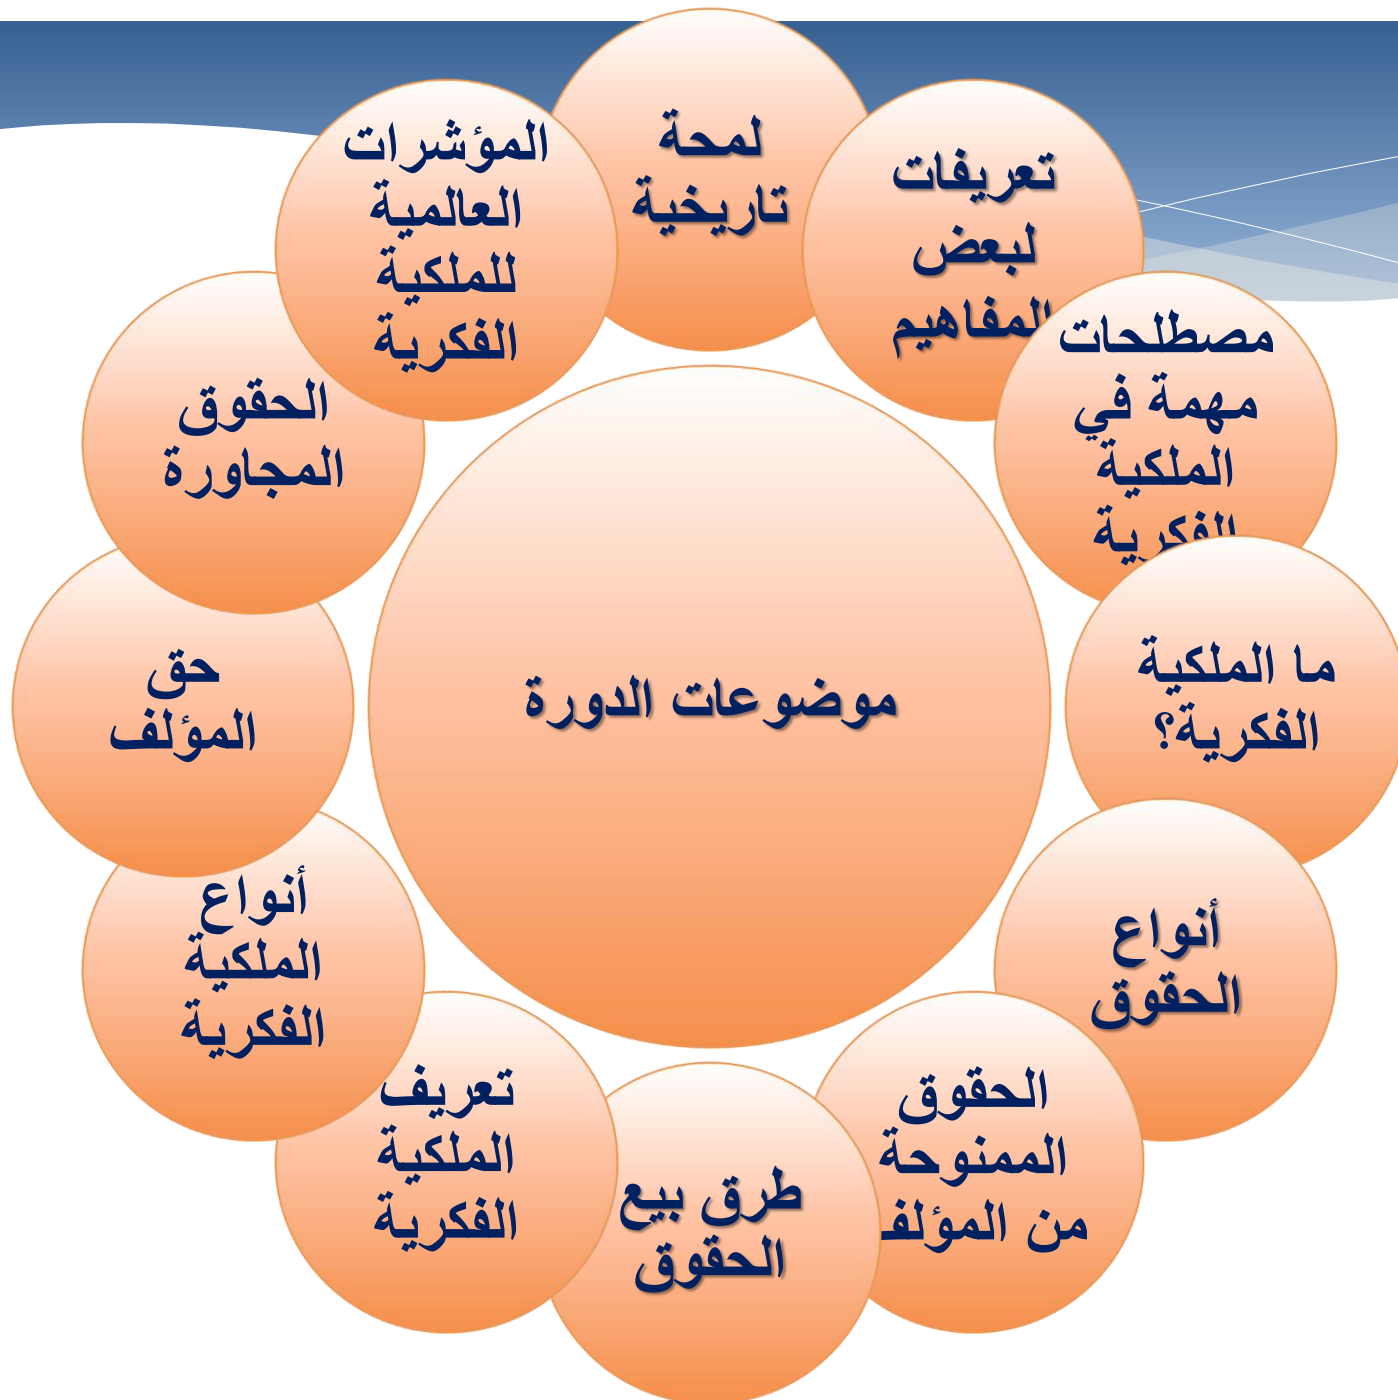 لمحة
تاريخية
تعريفات
لبعض
المفاهيم
مصطلحات
مهمة في
الملكية
الفكرية
ما الملكية
الفكرية؟
أنواع
الحقوق
الحقوق
الممنوحة
من المؤلف
طرق بيع
الحقوق
تعريف
الملكية
الفكرية
أنواع
الملكية
الفكرية
حق
المؤلف
الحقوق
المجاورة
المؤشرات
العالمية
للملكية
الفكرية
موضوعات الدورة